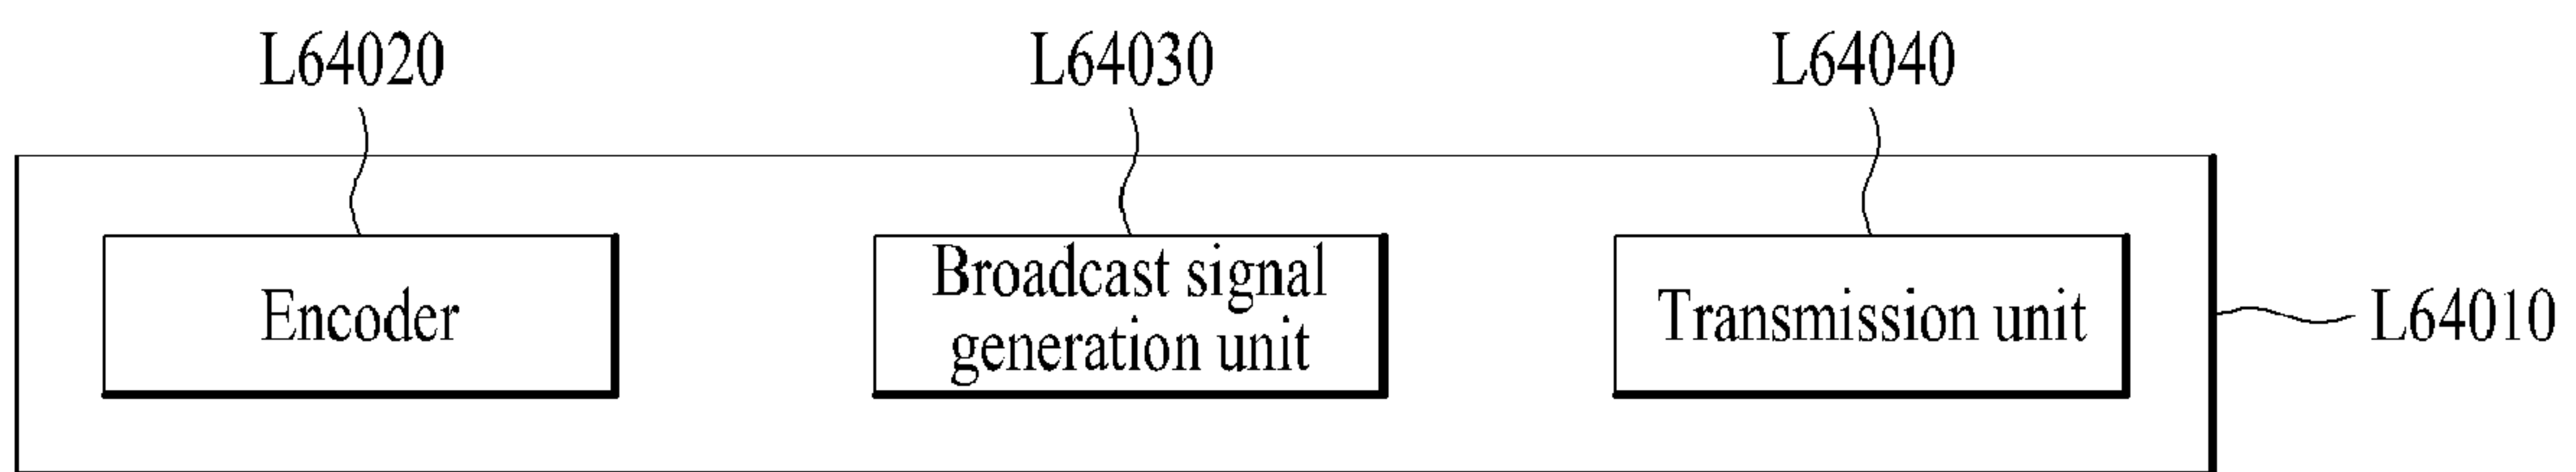 L64020
L64030
L64040
Encoder
Broadcast signal
generation unit
Transmission unit
L64010